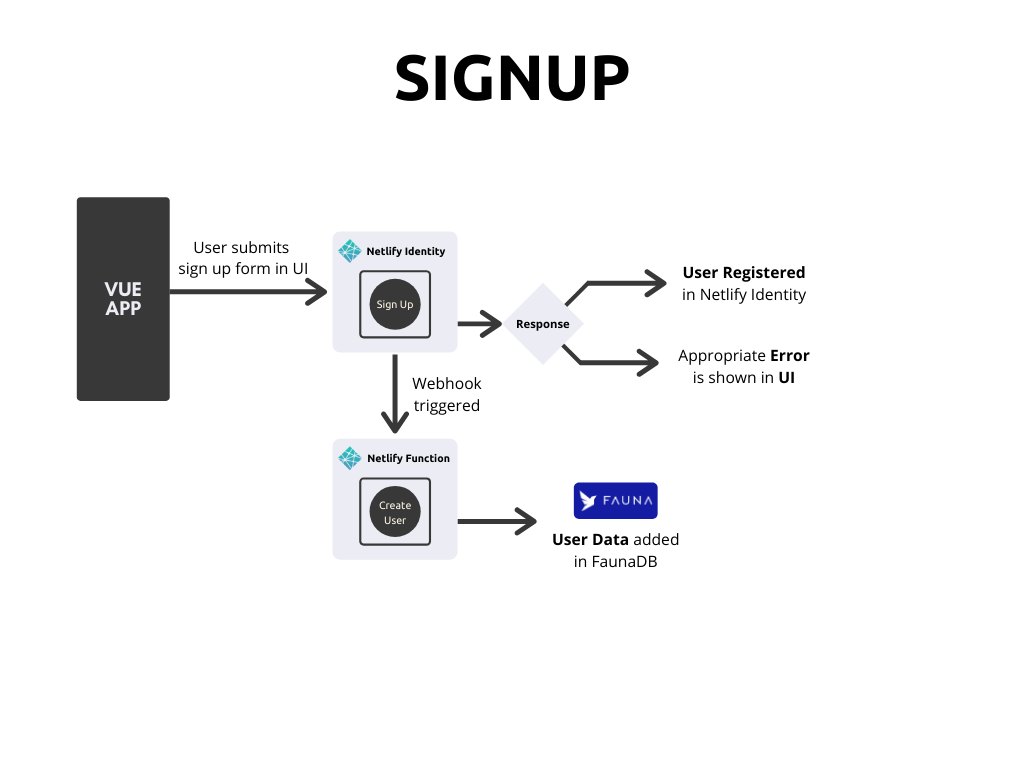 SIGNUP
VUE
APP
User submits
sign up form in UI
Netlify Identity
Sign Up
Response
User Registered
in Netlify Identity
Appropriate Error
is shown in UI
Webhook
triggered
Netlify Function
Create
User
FAUNA
User Data added
in FaunaDB